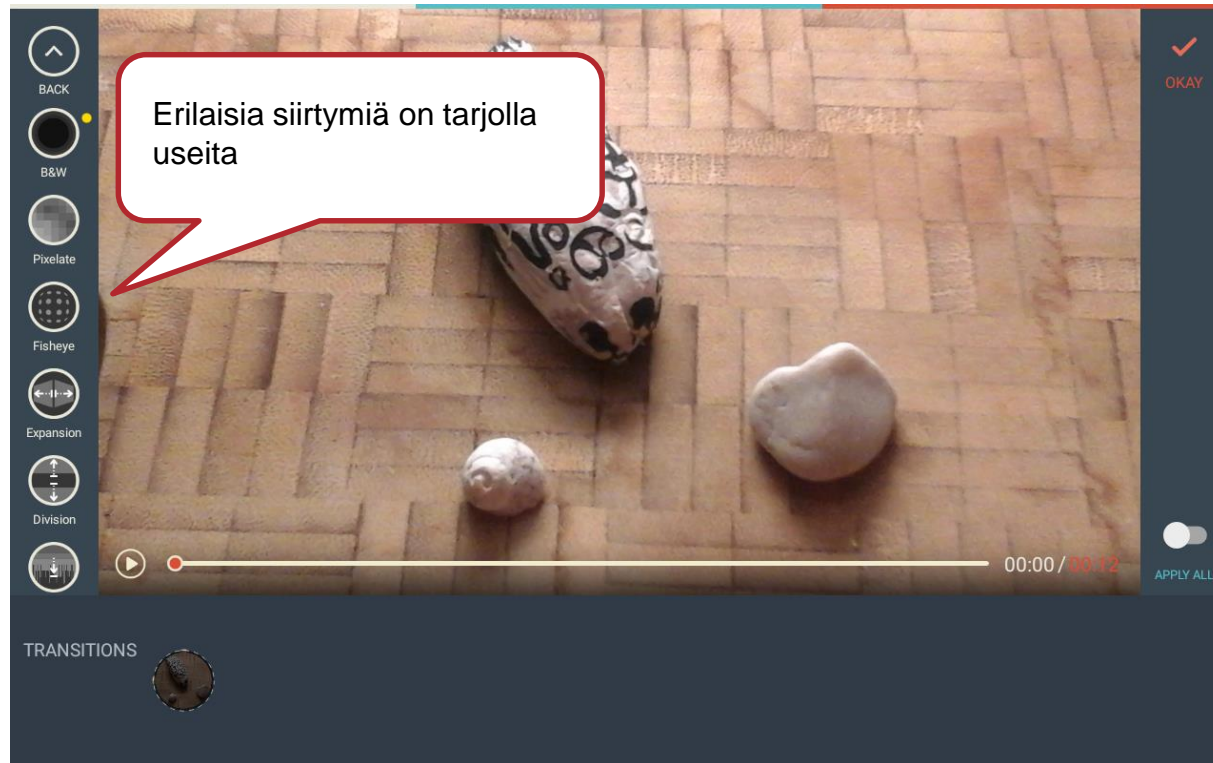 BACK
B&W
Pixelate
Fisheye
Expansion
Division
Erilaisia siirtymiä on tarjolla
useita
OKAY
00:00 / 00:12
APPLY ALL
TRANSITIONS